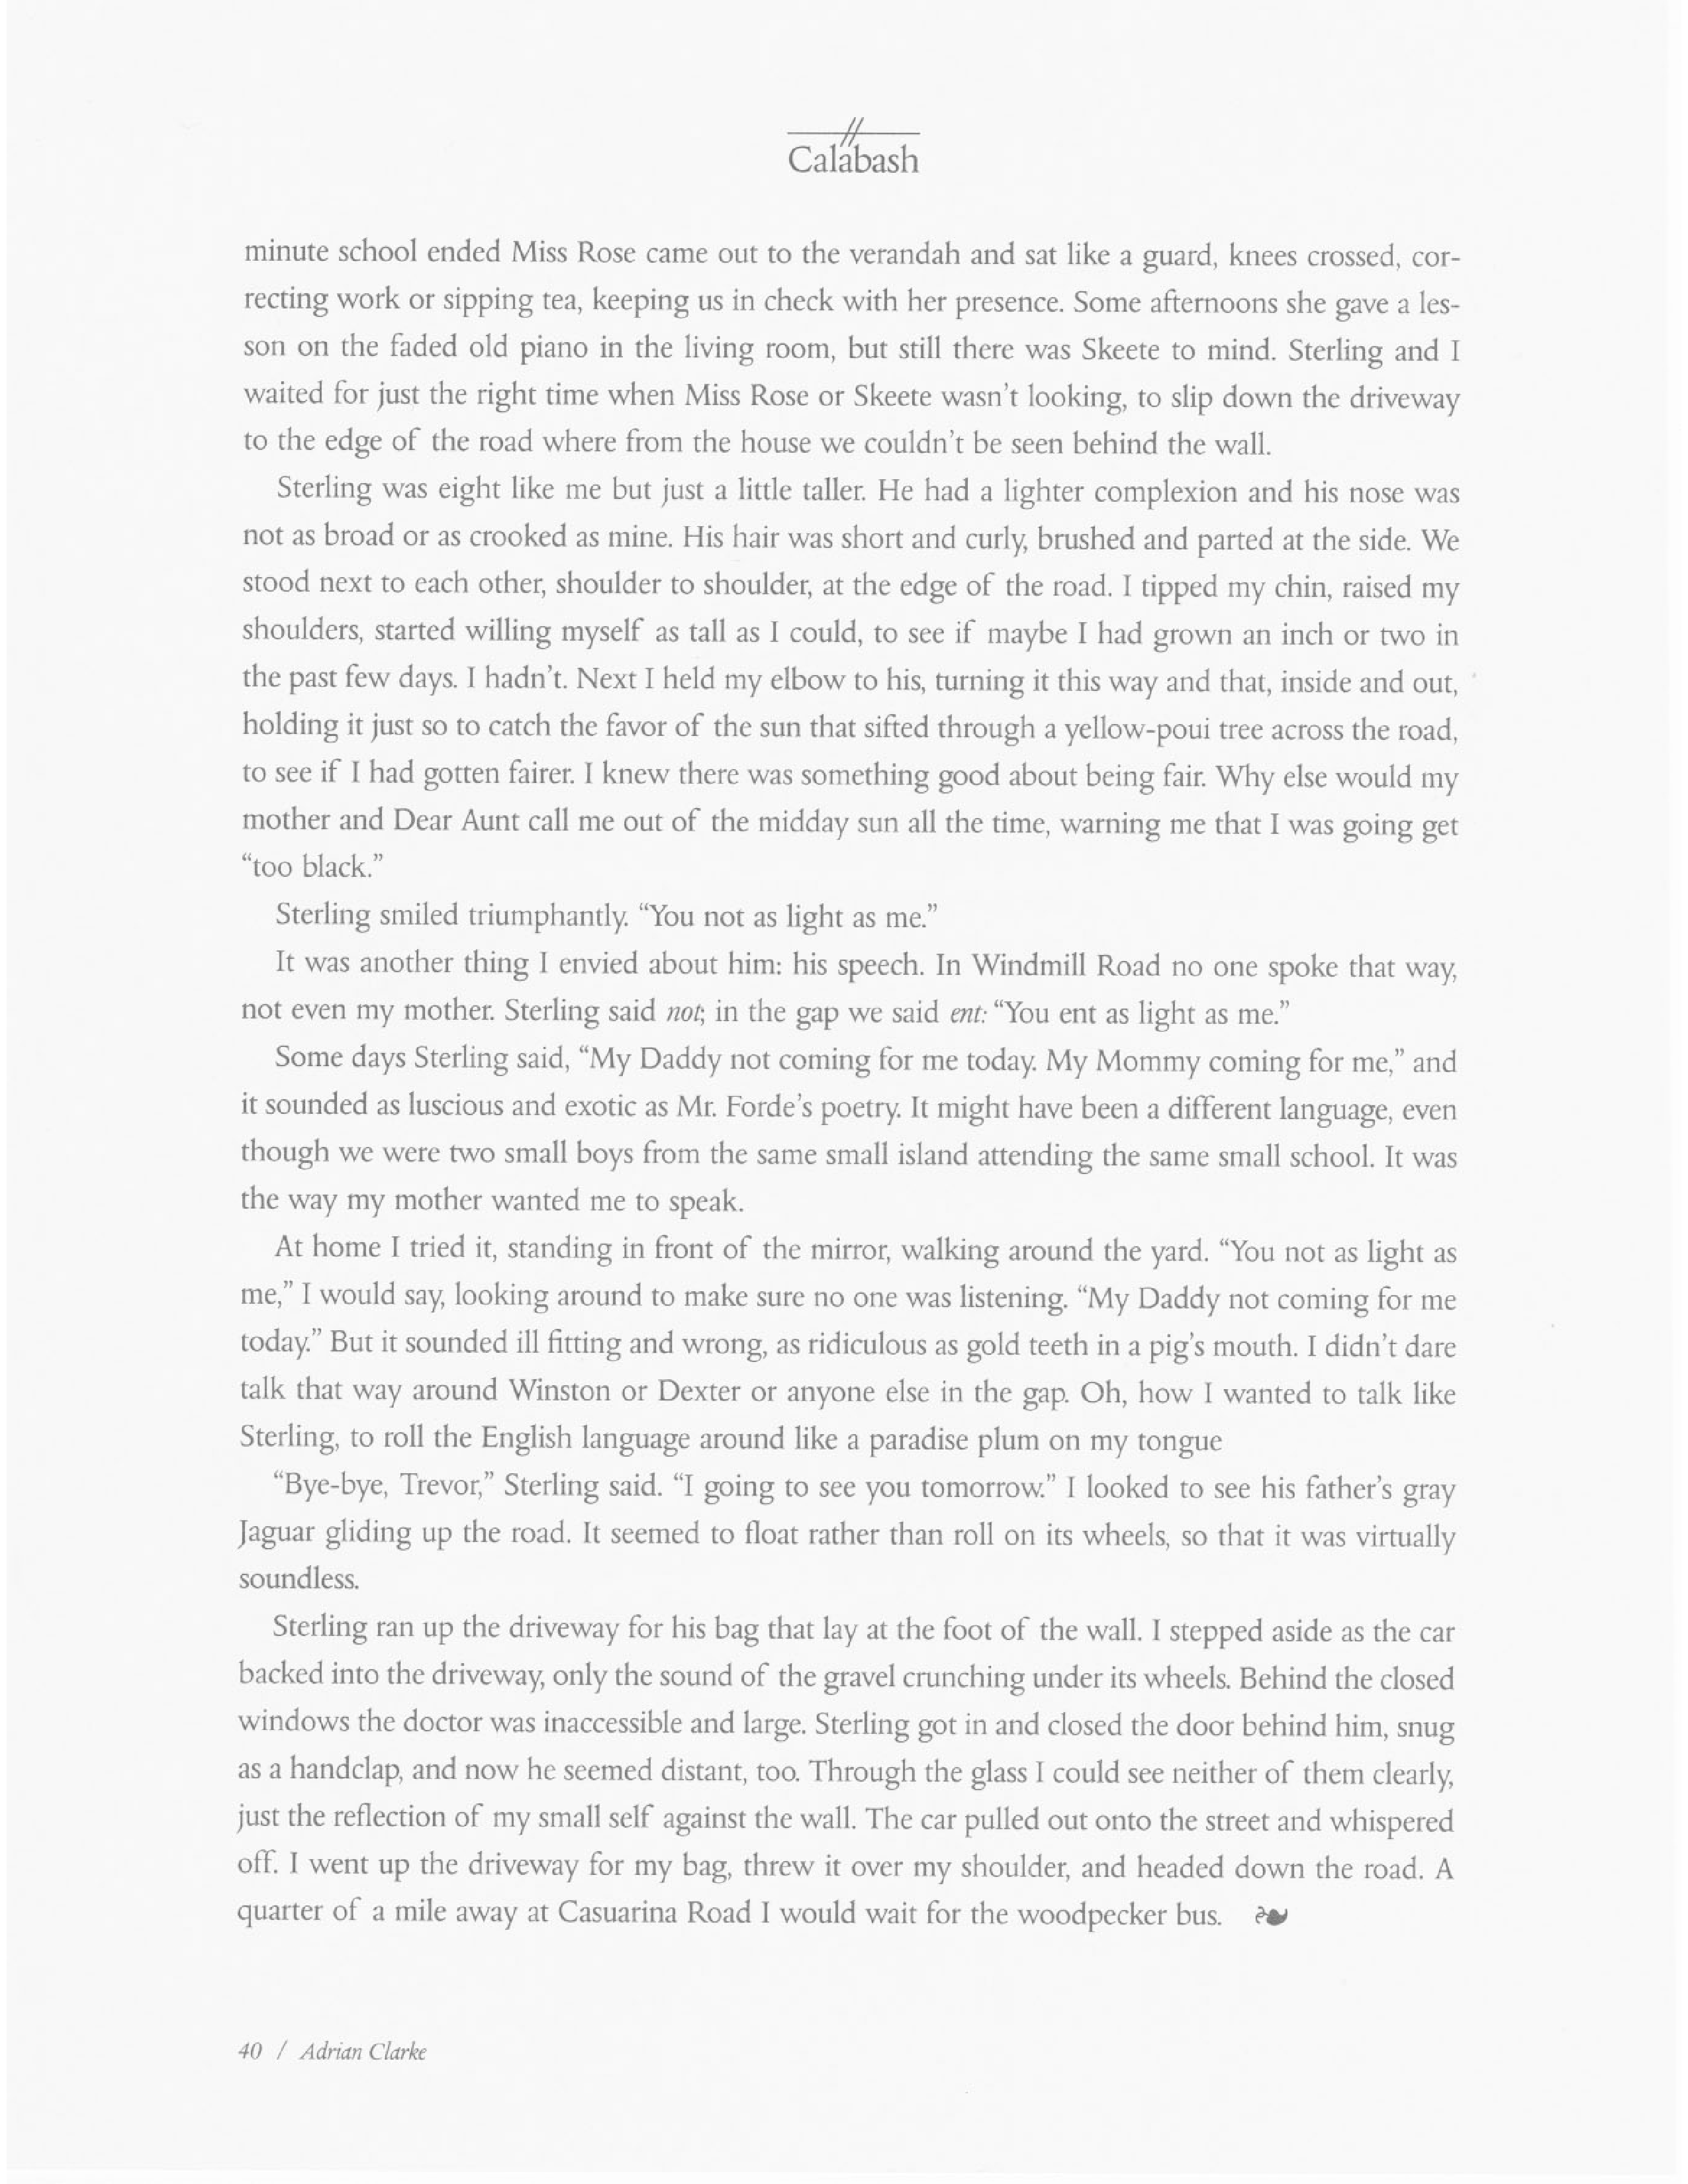 Calabash
minute school ended Miss Rose came out to the verandah and sat like a guard, knees crossed, cor-
recting work or sipping tea, keeping us in check with her presence. Some afternoons she gave a les-
son on the faded old piano in the living room, but still there was Skeete to mind. Sterling and I
waited for just the right time when Miss Rose or Skeete wasn't looking, to slip down the driveway
to the edge of the road where from the house we couldn't be seen behind the wall.
Sterling was eight like me but just a little taller. He had a lighter complexion and his nose was
not as broad or as crooked as mine. His hair was short and curly, brushed and parted at the side. We
stood next to each other, shoulder to shoulder, at the edge of the road. I tipped my chin, raised my
shoulders, started willing myself as tall as I could, to see if maybe I had grown an inch or two in
the past few days. I hadn't. Next I held my elbow to his, turning it this way and that, inside and out,
holding it just so to catch the favor of the sun that sifted through a yellow-poui tree across the road,
to see if I had gotten fairer. I knew there was something good about being fair. Why else would my
mother and Dear Aunt call me out of the midday sun all the time, warning me that I was going get
“too black.”
Sterling smiled triumphantly. “You not as light as me.”
It was another thing I envied about him: his speech. In Windmill Road no one spoke that way,
not even my mother. Sterling said not; in the gap we said ent: “You ent as light as me.”
Some days Sterling said, “My Daddy not coming for me today. My Mommy coming for me,” and
it sounded as luscious and exotic as Mr. Forde's poetry. It might have been a different language, even
though we were two small boys from the same small island attending the same small school. It was
the way my mother wanted me to speak.
At home I tried it, standing in front of the mirror, walking around the yard. “You not as light as
me,” I would say, looking around to make sure no one was listening. “My Daddy not coming for me
today.” But it sounded ill fitting and wrong, as ridiculous as gold teeth in a pig's mouth. I didn't dare
talk that way around Winston or Dexter or anyone else in the gap. Oh, how I wanted to talk like
Sterling, to roll the English language around like a paradise plum on my tongue
“Bye-bye, Trevor,” Sterling said. “I going to see you tomorrow.” I looked to see his father's gray
Jaguar gliding up the road. It seemed to float rather than roll on its wheels, so that it was virtually
soundless.
Sterling ran up the driveway for his bag that lay at the foot of the wall. I stepped aside as the car
backed into the driveway, only the sound of the gravel crunching under its wheels. Behind the closed
windows the doctor was inaccessible and large. Sterling got in and closed the door behind him, snug
as a handclap, and now he seemed distant, too. Through the glass I could see neither of them clearly,
just the reflection of my small self against the wall. The car pulled out onto the street and whispered
off. I went up the driveway for my bag, threw it over my shoulder, and headed down the road. A
quarter of a mile away at Casuarina Road I would wait for the woodpecker bus.
40 / Adrian Clarke